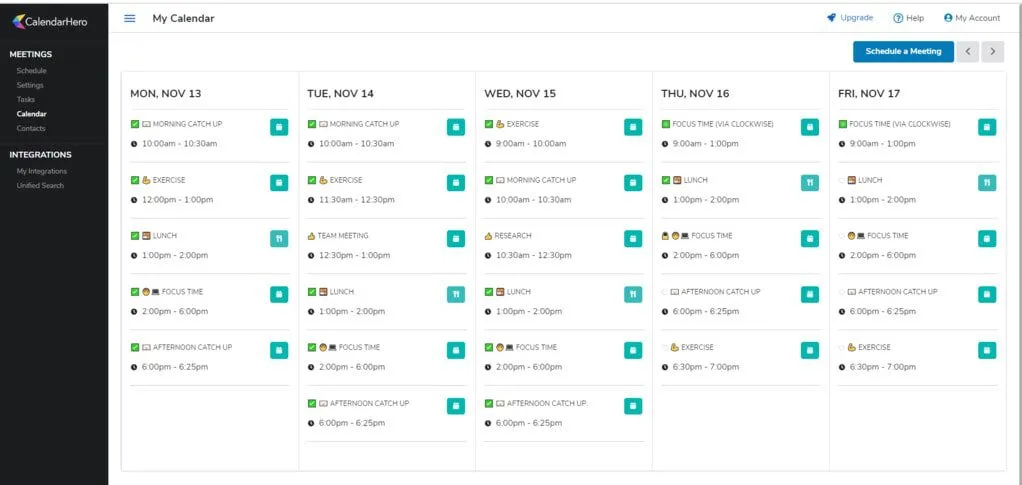 CalendarHero
My Calendar
Upgrade
Help
My Account
MEETINGS
Schedule
Settings
Tasks
Calendar
Contacts
INTEGRATIONS
My Integrations
Unified Search
Schedule a Meeting
MON, NOV 13
MORNING CATCH UP
10:00am - 10:30am
EXERCISE
12:00pm - 1:00pm
LUNCH
1:00pm - 2:00pm
FOCUS TIME
2:00pm - 6:00pm
AFTERNOON CATCH UP
6:00pm - 6:25pm
TUE, NOV 14
MORNING CATCH UP
10:00am - 10:30am
EXERCISE
11:30am - 12:30pm
TEAM MEETING
12:30pm - 1:00pm
LUNCH
1:00pm - 2:00pm
FOCUS TIME
2:00pm - 6:00pm
AFTERNOON CATCH UP
6:00pm - 6:25pm
WED, NOV 15
EXERCISE
9:00am - 10:00am
MORNING CATCH UP
10:00am - 10:30am
RESEARCH
10:30am - 12:30pm
LUNCH
1:00pm - 2:00pm
FOCUS TIME
2:00pm - 6:00pm
AFTERNOON CATCH UP
6:00pm - 6:25pm
THU, NOV 16
FOCUS TIME (VIA CLOCKWISE)
9:00am - 1:00pm
LUNCH
1:00pm - 2:00pm
FOCUS TIME
2:00pm - 6:00pm
AFTERNOON CATCH UP
6:00pm - 6:25pm
EXERCISE
6:30pm - 7:00pm
FRI, NOV 17
FOCUS TIME (VIA CLOCKWISE)
9:00am - 1:00pm
LUNCH
1:00pm - 2:00pm
FOCUS TIME
2:00pm - 6:00pm
AFTERNOON CATCH UP
6:00pm - 6:25pm
EXERCISE
6:30pm - 7:00pm